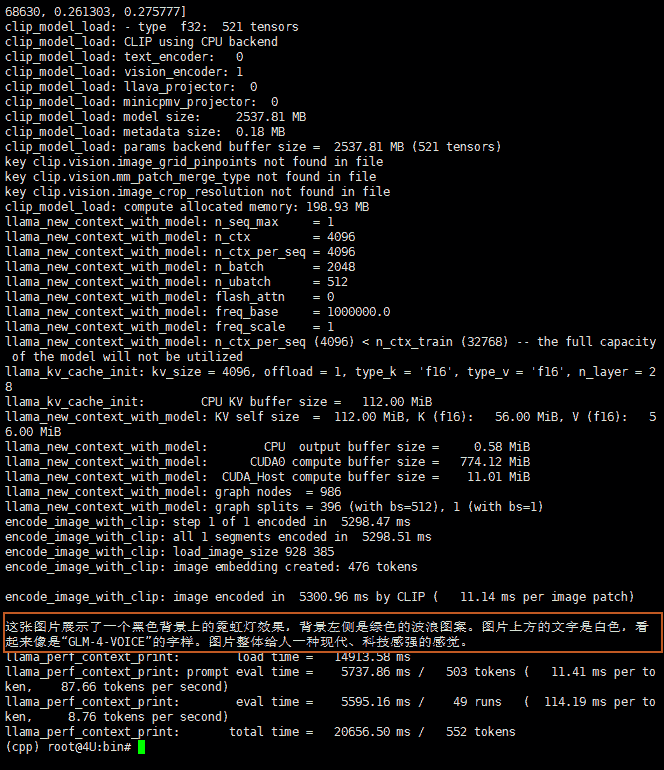 68630, 0.261303, 0.275777]
clip_model_load: - type  f32:  521 tensors
clip_model_load: CLIP using CPU backend
clip_model_load: text_encoder:   0
clip_model_load: vision_encoder: 1
clip_model_load: llava_projector:  0
clip_model_load: minicpmv_projector:  0
clip_model_load: model size:     2537.81 MB
clip_model_load: metadata size:  0.18 MB
clip_model_load: params backend buffer size =  2537.81 MB (521 tensors)
key clip.vision.image_grid_pinpoints not found in file
key clip.vision.mm_patch_merge_type not found in file
key clip.vision.image_crop_resolution not found in file
clip_model_load: compute allocated memory: 198.93 MB
llama_new_context_with_model: n_seq_max     = 1
llama_new_context_with_model: n_ctx         = 4096
llama_new_context_with_model: n_ctx_per_seq = 4096
llama_new_context_with_model: n_batch       = 2048
llama_new_context_with_model: n_ubatch      = 512
llama_new_context_with_model: flash_attn    = 0
llama_new_context_with_model: freq_base     = 1000000.0
llama_new_context_with_model: freq_scale    = 1
llama_new_context_with_model: n_ctx_per_seq (4096) < n_ctx_train (32768) -- the full capacity
 of the model will not be utilized
llama_kv_cache_init: kv_size = 4096, offload = 1, type_k = 'f16', type_v = 'f16', n_layer = 2
8
llama_kv_cache_init:        CPU KV buffer size =   112.00 MiB
llama_new_context_with_model: KV self size  =  112.00 MiB, K (f16):   56.00 MiB, V (f16):   5
6.00 MiB
llama_new_context_with_model:        CPU  output buffer size =     0.58 MiB
llama_new_context_with_model:      CUDA0 compute buffer size =   774.12 MiB
llama_new_context_with_model:  CUDA_Host compute buffer size =    11.01 MiB
llama_new_context_with_model: graph nodes  = 986
llama_new_context_with_model: graph splits = 396 (with bs=512), 1 (with bs=1)
encode_image_with_clip: step 1 of 1 encoded in  5298.47 ms
encode_image_with_clip: all 1 segments encoded in  5298.51 ms
encode_image_with_clip: load_image_size 928 385
encode_image_with_clip: image embedding created: 476 tokens
encode_image_with_clip: image encoded in  5300.96 ms by CLIP (   11.14 ms per image patch)
这张图片展示了一个黑色背景上的霓虹灯效果，背景左侧是绿色的波浪图案。图片上方的文字是白色，看
起来像是“GLM-4-VOICE”的字样。图片整体给人一种现代、科技感强的感觉。
llama_perf_context_print:        load time =   14913.58 ms
llama_perf_context_print: prompt eval time =    5737.86 ms /   503 tokens (   11.41 ms per to
ken,    87.66 tokens per second)
llama_perf_context_print:        eval time =    5595.16 ms /    49 runs   (  114.19 ms per to
ken,     8.76 tokens per second)
llama_perf_context_print:       total time =   20656.50 ms /   552 tokens
(cpp) root@4U:bin#